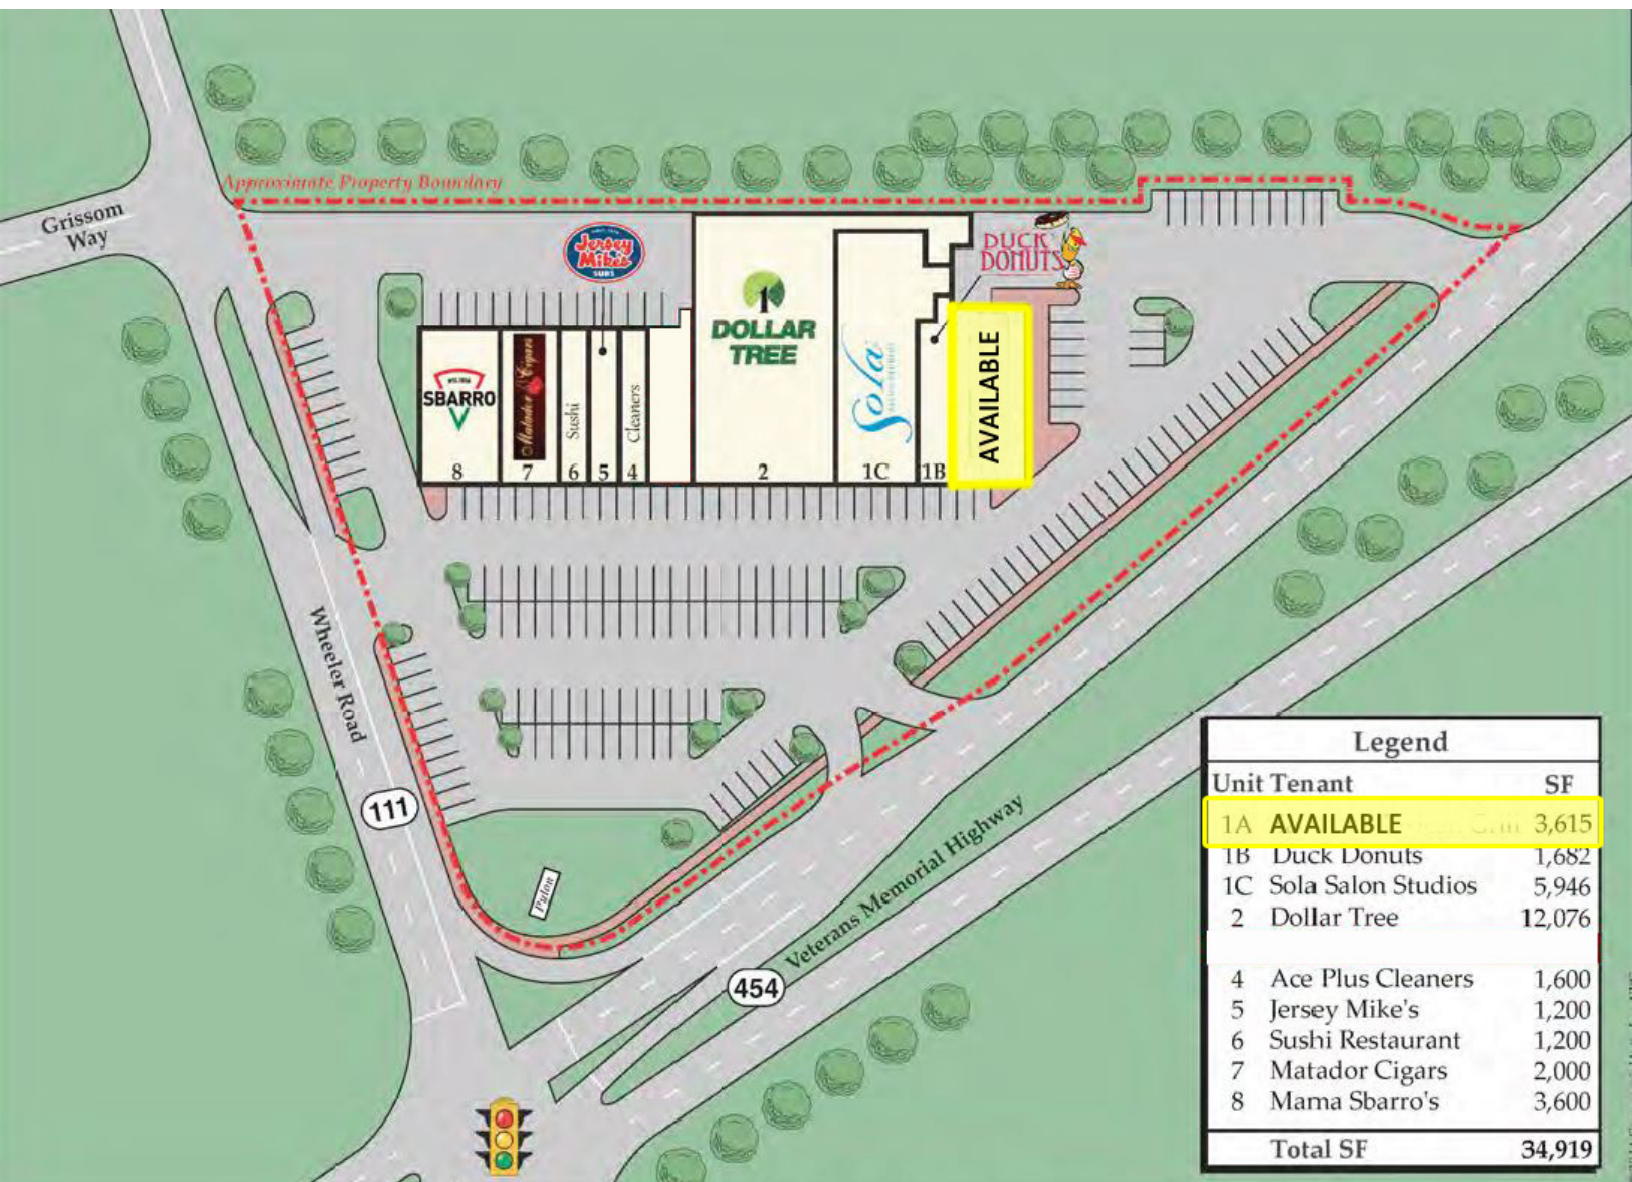 Approximate Property Boundary
Grissom
Way
Jersey
Mike's
SUBS
DUCK
DONUTS
1
DOLLAR
TREE
SBARRO
Matador Cigars
Sushi
Cleaners
Sola
AVAILABLE
8
7
6
5
4
2
1C
1B
Wheeler Road
111
Pylon
Veterans Memorial Highway
454
Legend
Unit Tenant SF
1A AVAILABLE 3,615
1B Duck Donuts 1,682
1C Sola Salon Studios 5,946
2 Dollar Tree 12,076
4 Ace Plus Cleaners 1,600
5 Jersey Mike's 1,200
6 Sushi Restaurant 1,200
7 Matador Cigars 2,000
8 Mama Sbarro's 3,600
Total SF 34,919